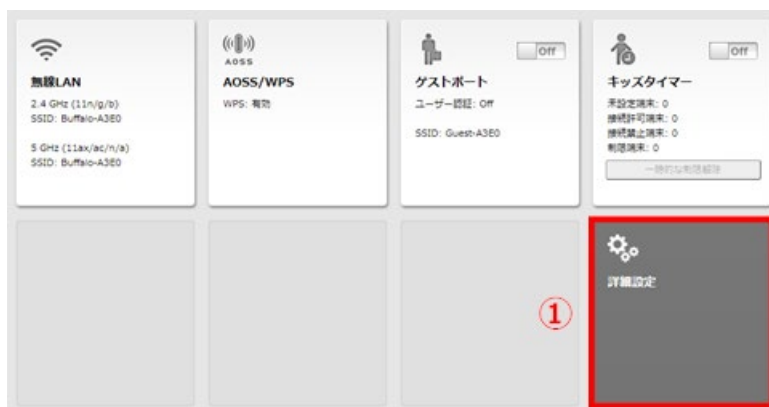 無線LAN
2.4 GHz (11n/g/b)
SSID: Buffalo-A3E0
5 GHz (11ax/ac/n/a)
SSID: Buffalo-A3E0
AOSS
AOSS/WPS
WPS: 有効
Off
ゲストポート
ユーザー認証: Off
SSID: Guest-A3E0
Off
キッズタイマー
未設定端末: 0
接続許可端末: 0
接続禁止端末: 0
制限端末: 0
一時的な制限解除
①
詳細設定